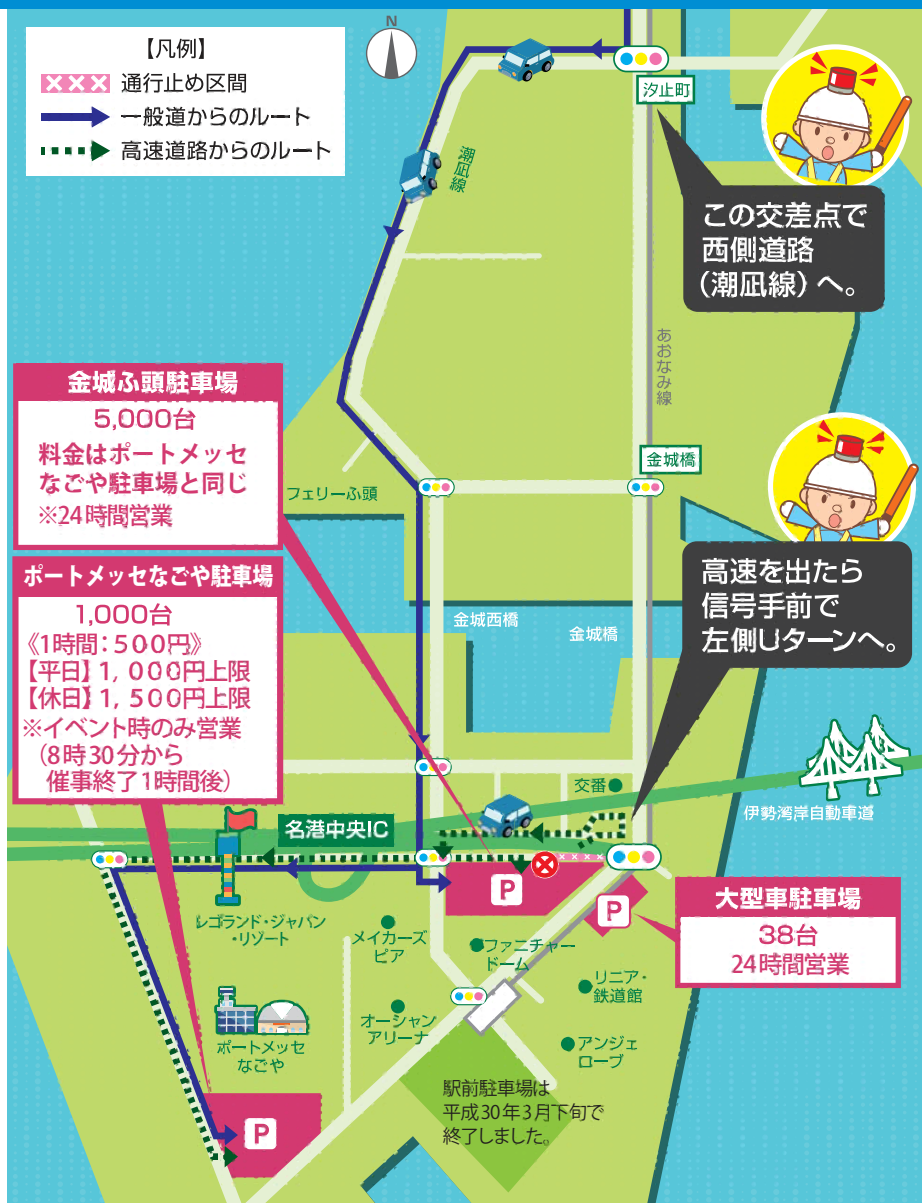 【凡例】
通行止め区間
一般道からのルート
高速道路からのルート
N
汐止町
潮凪線
この交差点で
西側道路
（潮凪線）へ。
あおなみ線
金城ふ頭駐車場
5,000台
料金はポートメッセ
なごや駐車場と同じ
※24時間営業
フェリーふ頭
金城橋
ポートメッセなごや駐車場
1,000台
《1時間：500円》
【平日】1，000円上限
【休日】1，500円上限
※イベント時のみ営業
（8時30分から
催事終了1時間後）
金城西橋
金城橋
高速を出たら
信号手前で
左側Uターンへ。
交番
伊勢湾岸自動車道
名港中央IC
P
P
大型車駐車場
38台
24時間営業
レゴランド・ジャパン
・リゾート
メイカーズ
ピア
ファニチャー
ドーム
リニア・
鉄道館
オーシャン
アリーナ
アンジェ
ローブ
ポートメッセ
なごや
駅前駐車場は
平成30年3月下旬で
終了しました。
P